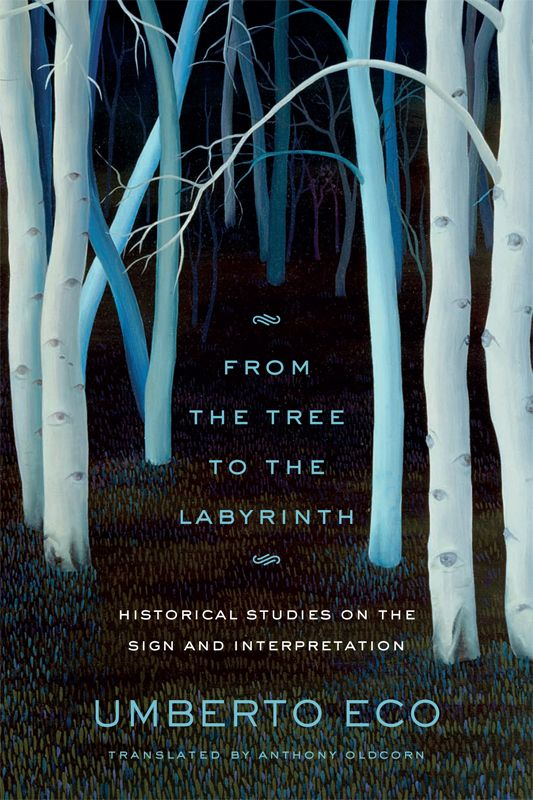 FROM
THE TREE
TO THE
LABYRINTH
HISTORICAL STUDIES ON THE
SIGN AND INTERPRETATION
UMBERTO ECO
TRANSLATED BY ANTHONY OLDCORN